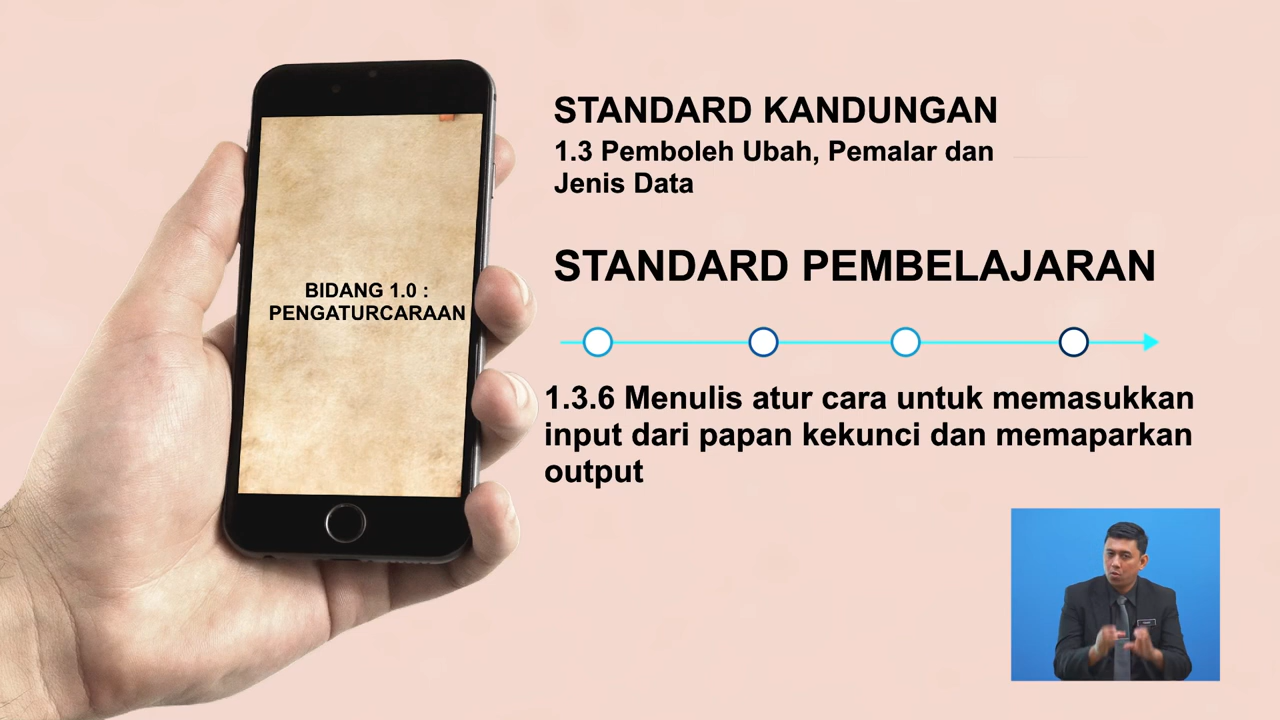 BIDANG 1.0 :
PENGATURCARAAN
STANDARD KANDUNGAN
1.3 Pemboleh Ubah, Pemalar dan
Jenis Data
STANDARD PEMBELAJARAN
1.3.6 Menulis atur cara untuk memasukkan
input dari papan kekunci dan memaparkan
output